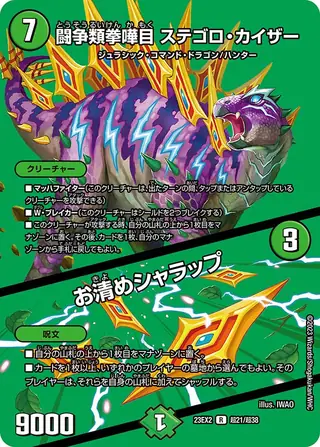 7
とうそうるいけん か もく
闘争類拳嘩目 ステゴロ・カイザー
ジュラシック・コマンド・ドラゴン/ハンター
クリーチャー
■マッハファイター(このクリーチャーは、出たターンの間、タップまたはアンタップしている
クリーチャーを攻撃できる)
■W・ブレイカー(このクリーチャーはシールドを2つブレイクする)
■このクリーチャーが攻撃する時、自分の山札の上から1枚目をマ
ナゾーンに置く。その後、カードを1枚、自分のマナ
ゾーンから手札に戻してもよい。
3
きよ
お清めシャラップ
呪文
■自分の山札の上から1枚目をマナゾーンに置く。
■カードを1枚以上、いずれかのプレイヤーの墓地から選んでもよい。その
プレイヤーは、それらを自身の山札に加えてシャッフルする。
©2023 Wizards/Shogakukan/WHC
illus. IWAO
9000
1
23EX2 R 超21/超38